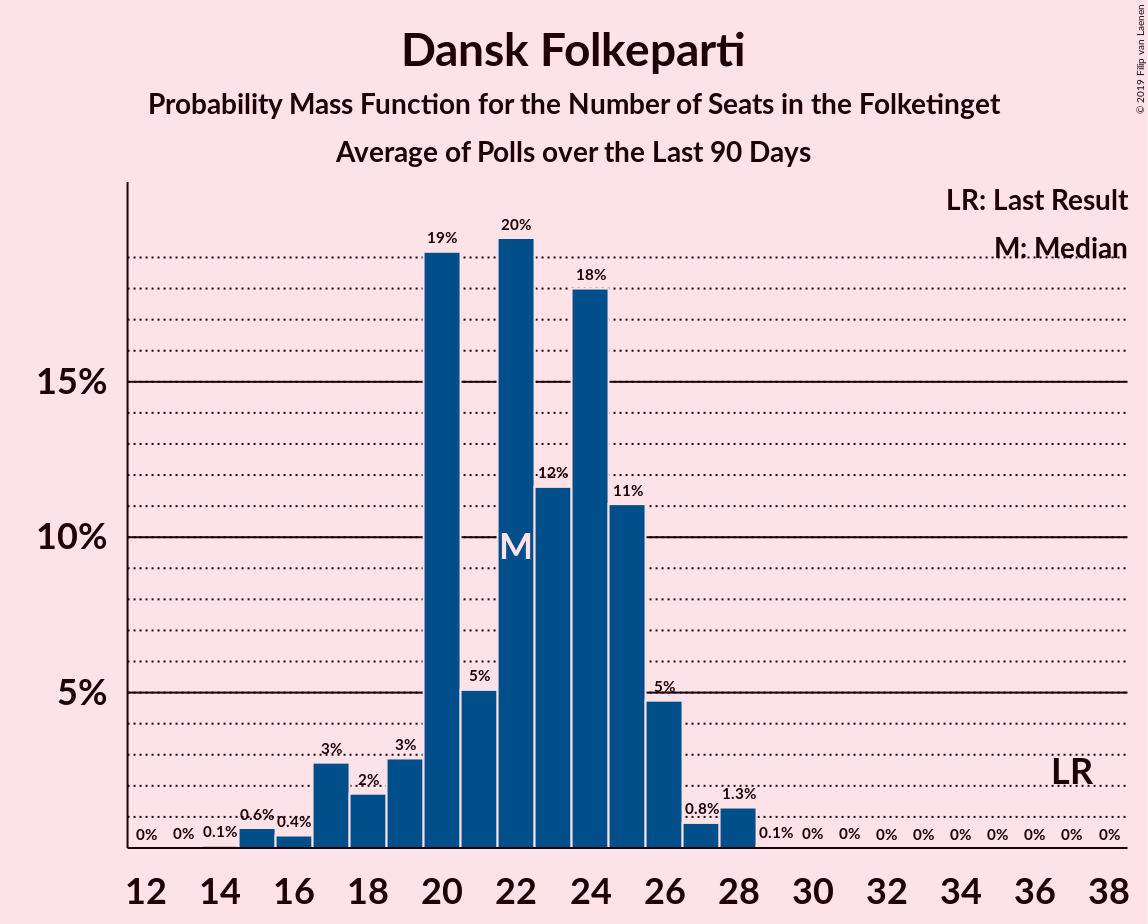 Dansk Folkeparti
Probability Mass Function for the Number of Seats in the Folketinget
Average of Polls over the Last 90 Days
© 2019 Filip van Laenen
LR: Last Result
M: Median
15%
10%
5%
0% 0% 0.1% 0.6% 0.4% 3% 2% 3% 19% 5% 20% 12% 18% 11% 5% 0.8% 1.3% 0.1% 0% 0% 0% 0% 0% 0% 0% 0% 0%
M
LR
12 14 16 18 20 22 24 26 28 30 32 34 36 38